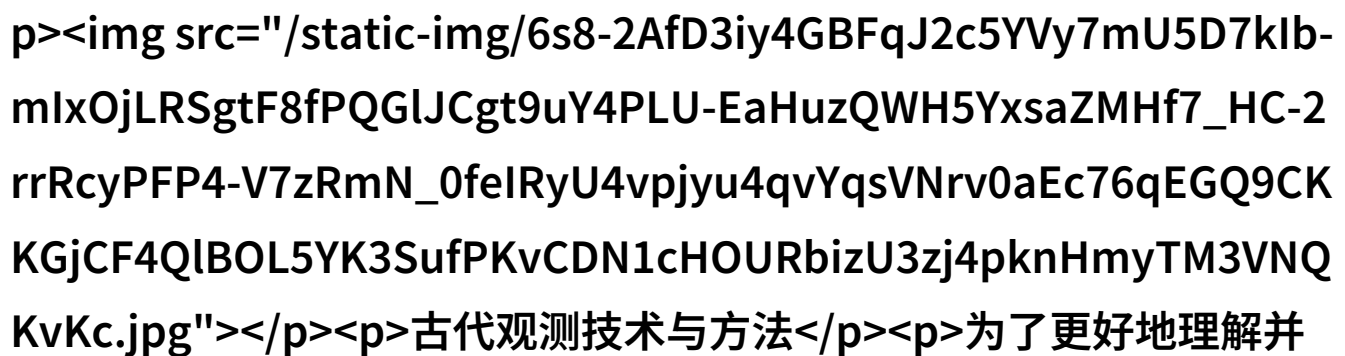 p><img src="/static-img/6s8-2AfD3iy4GBFqJ2c5YVy7mU5D7kIb-
mIxOjLRSgtF8fPQGlJCgt9uY4PLU-EaHuzQWH5YxsaZMHf7_HC-2
rrRcyPFP4-V7zRmN_0feIRyU4vpjyu4qvYqsVNrv0aEc76qEGQ9CK
KGjCF4QlBOL5YK3SufPKvCDN1cHOURbizU3zj4pknHmyTM3VNQ
KvKc.jpg"></p><p>古代观测技术与方法</p><p>为了更好地理解并